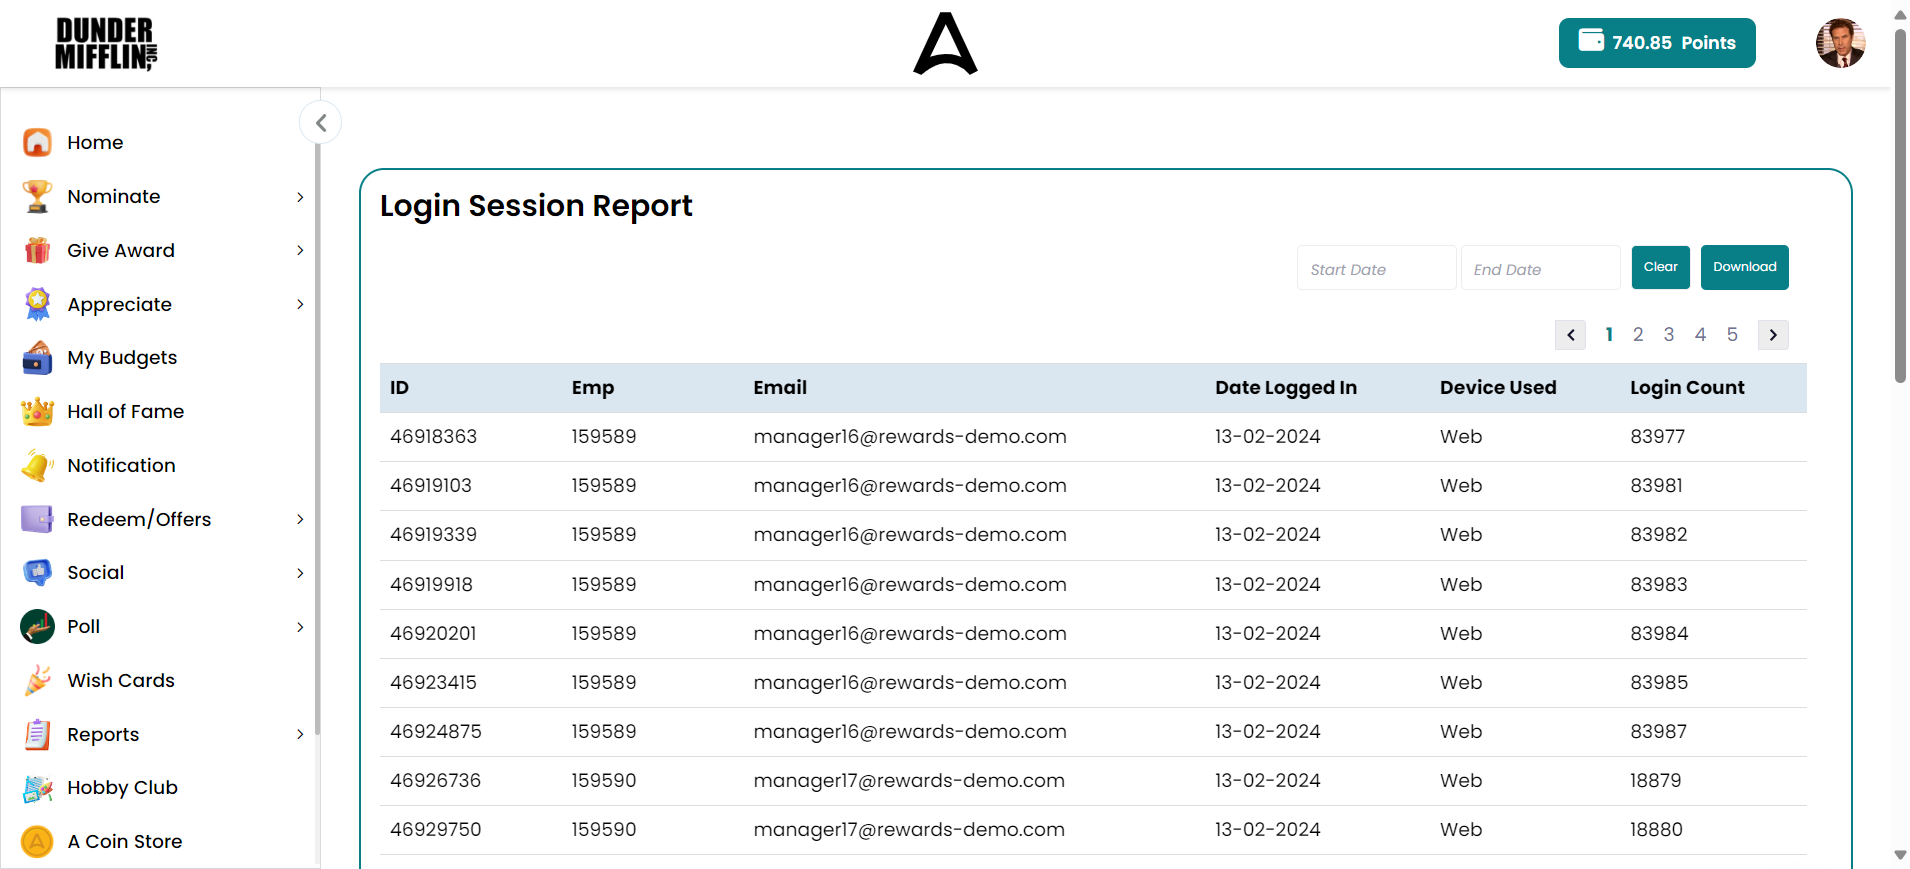 DUNDER
MIFFLIN INC,
740.85 Points
Home
Nominate
Give Award
Appreciate
My Budgets
Hall of Fame
Notification
Redeem/Offers
Social
Poll
Wish Cards
Reports
Hobby Club
A Coin Store
Login Session Report
Start Date End Date Clear Download
1 2 3 4 5
ID Emp Email Date Logged In Device Used Login Count
46918363 159589 manager16@rewards-demo.com 13-02-2024 Web 83977
46919103 159589 manager16@rewards-demo.com 13-02-2024 Web 83981
46919339 159589 manager16@rewards-demo.com 13-02-2024 Web 83982
46919918 159589 manager16@rewards-demo.com 13-02-2024 Web 83983
46920201 159589 manager16@rewards-demo.com 13-02-2024 Web 83984
46923415 159589 manager16@rewards-demo.com 13-02-2024 Web 83985
46924875 159589 manager16@rewards-demo.com 13-02-2024 Web 83987
46926736 159590 manager17@rewards-demo.com 13-02-2024 Web 18879
46929750 159590 manager17@rewards-demo.com 13-02-2024 Web 18880